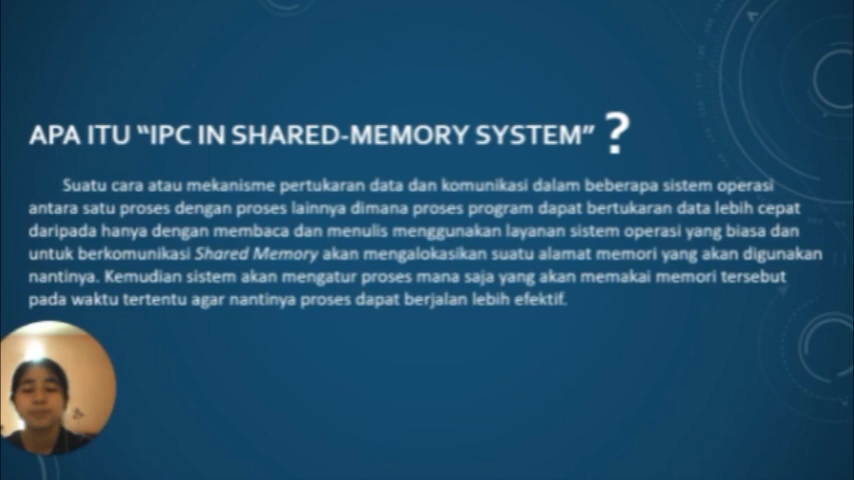 APA ITU “IPC IN SHARED-MEMORY SYSTEM” ?
Suatu cara atau mekanisme pertukaran data dan komunikasi dalam beberapa sistem operasi
antara satu proses dengan proses lainnya dimana proses program dapat bertukaran data lebih cepat
daripada hanya dengan membaca dan menulis menggunakan layanan sistem operasi yang biasa dan
untuk berkomunikasi Shared Memory akan mengalokasikan suatu alamat memori yang akan digunakan
nantinya. Kemudian sistem akan mengatur proses mana saja yang akan memakai memori tersebut
pada waktu tertentu agar nantinya proses dapat berjalan lebih efektif.